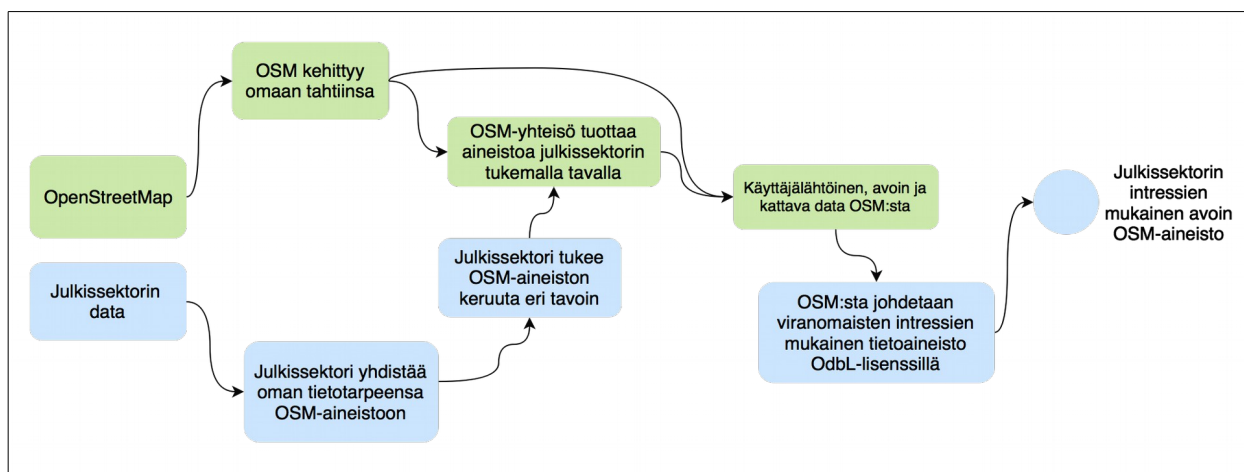 OSM kehittyy
omaan tahtiinsa
OpenStreetMap
OSM-yhteisö tuottaa
aineistoa julkissektorin
tukemalla tavalla
Käyttäjälähtöinen, avoin ja
kattava data OSM:sta
Julkissektorin
intressien
mukainen avoin
OSM-aineisto
Julkissektorin
data
Julkissektori tukee
OSM-aineiston
keruuta eri tavoin
Julkissektori yhdistää
oman tietotarpeensa
OSM-aineistoon
OSM:sta johdetaan
viranomaisten intressien
mukainen tietoaineisto
OdbL-lisenssillä